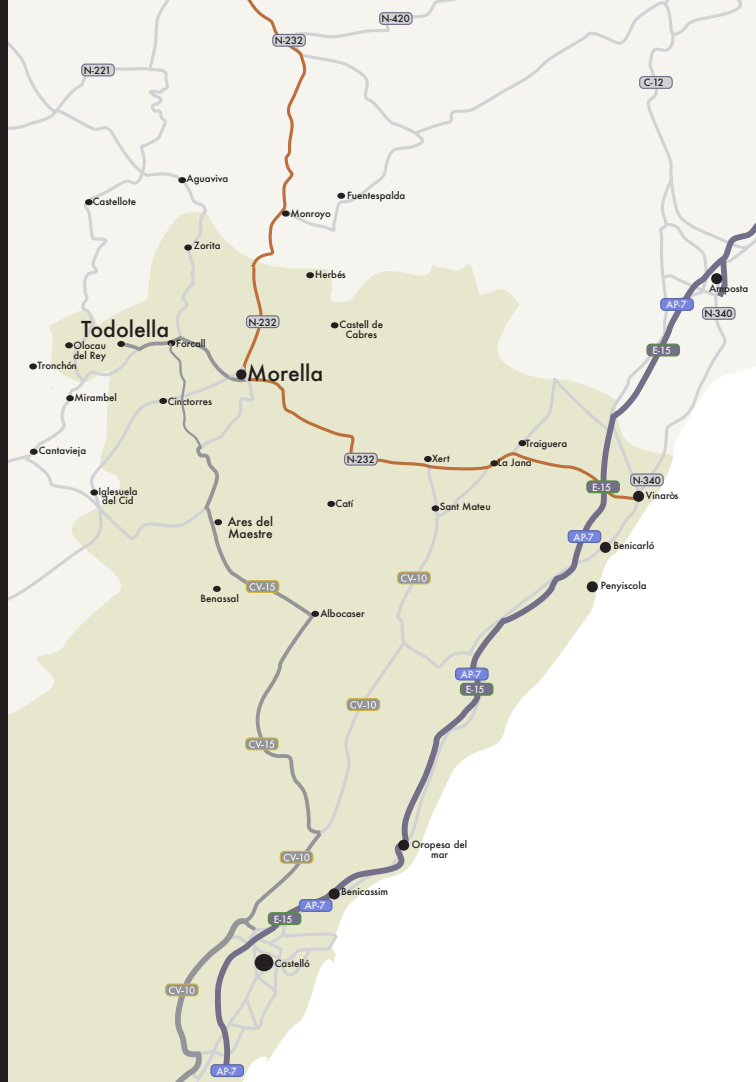 N-420
N-232
N-221
C-12
Aguaviva
Fuentespalda
Castellote
Monroyo
Zorita
Herbés
Amposta
AP-7
N-340
N-232
Castell de
Cabres
Todolella
Olocau
del Rey
Forcall
E-15
Tronchón
Morella
Mirambel
Cinctorres
Traiguera
Cantavieja
N-232
Xert
La Jana
N-340
E-15
Iglesuela
del Cid
Vinaròs
Catí
Sant Mateu
Ares del
Maestre
AP-7
Benicarló
CV-15
CV-10
Penyiscola
Benassal
Albocaser
AP-7
E-15
CV-10
CV-15
Oropesa del
mar
CV-10
Benicassim
AP-7
E-15
Castelló
CV-10
AP-7